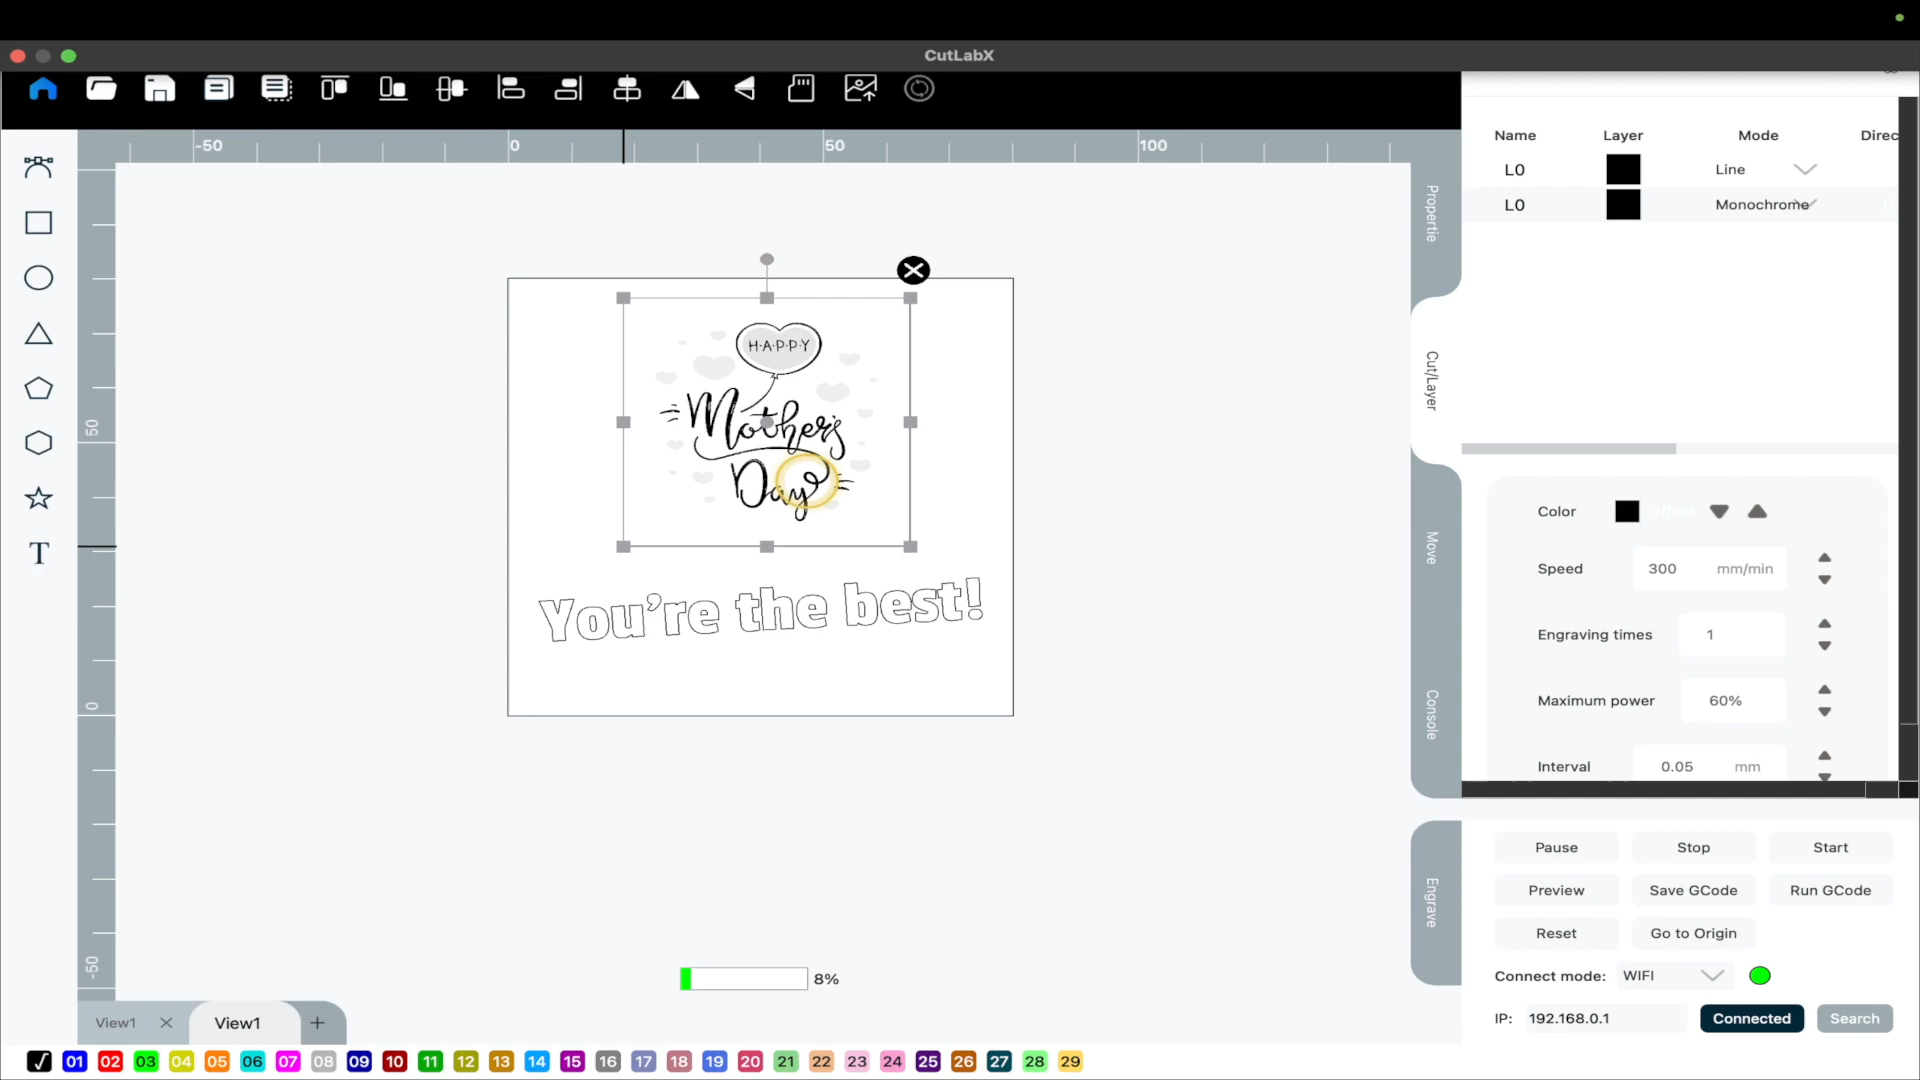 CutLabX
-50
0
50
100
50
0
-50
H·A·P·P·Y
Mother's
Day
You're the best!
8%
Propertie
Cut/Layer
Move
Console
Engrave
Name Layer Mode Direc
L0 Line
L0 Monochrome
Color Offset
Speed 300 mm/min
Engraving times 1
Maximum power 60%
Interval 0.05 mm
Pause Stop Start
Preview Save GCode Run GCode
Reset Go to Origin
Connect mode: WIFI
IP: 192.168.0.1 Connected Search
T
View1 View1
01 02 03 04 05 06 07 08 09 10 11 12 13 14 15 16 17 18 19 20 21 22 23 24 25 26 27 28 29